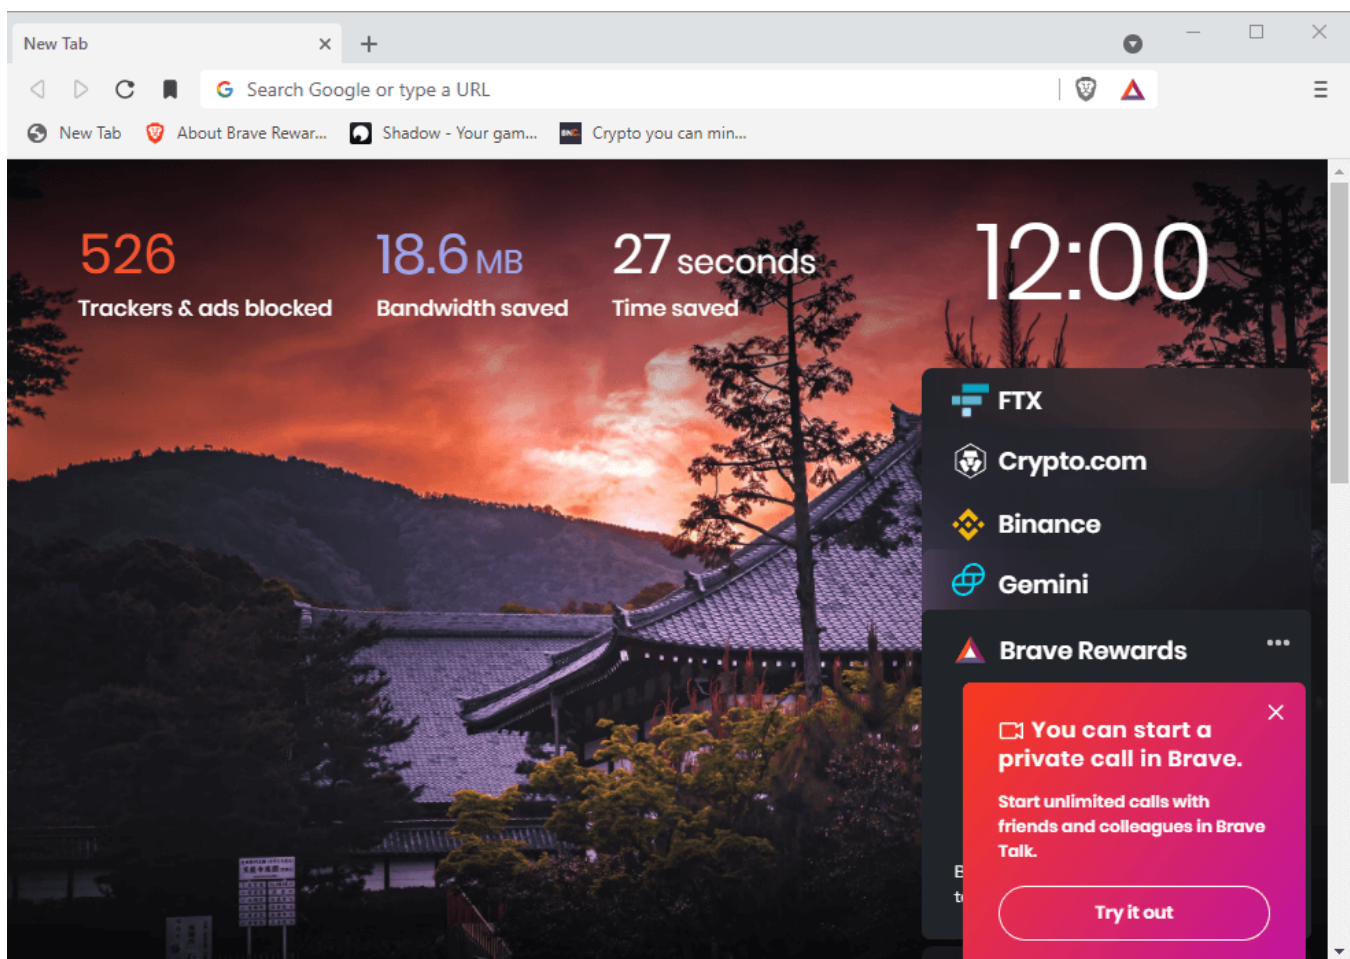 New Tab
Search Google or type a URL
New Tab
About Brave Rewar...
Shadow - Your gam...
BNC
Crypto you can min...
526
Trackers & ads blocked
18.6 MB
Bandwidth saved
27 seconds
Time saved
12:00
FTX
Crypto.com
Binance
Gemini
Brave Rewards
You can start a
private call in Brave.
Start unlimited calls with
friends and colleagues in Brave
Talk.
Try it out